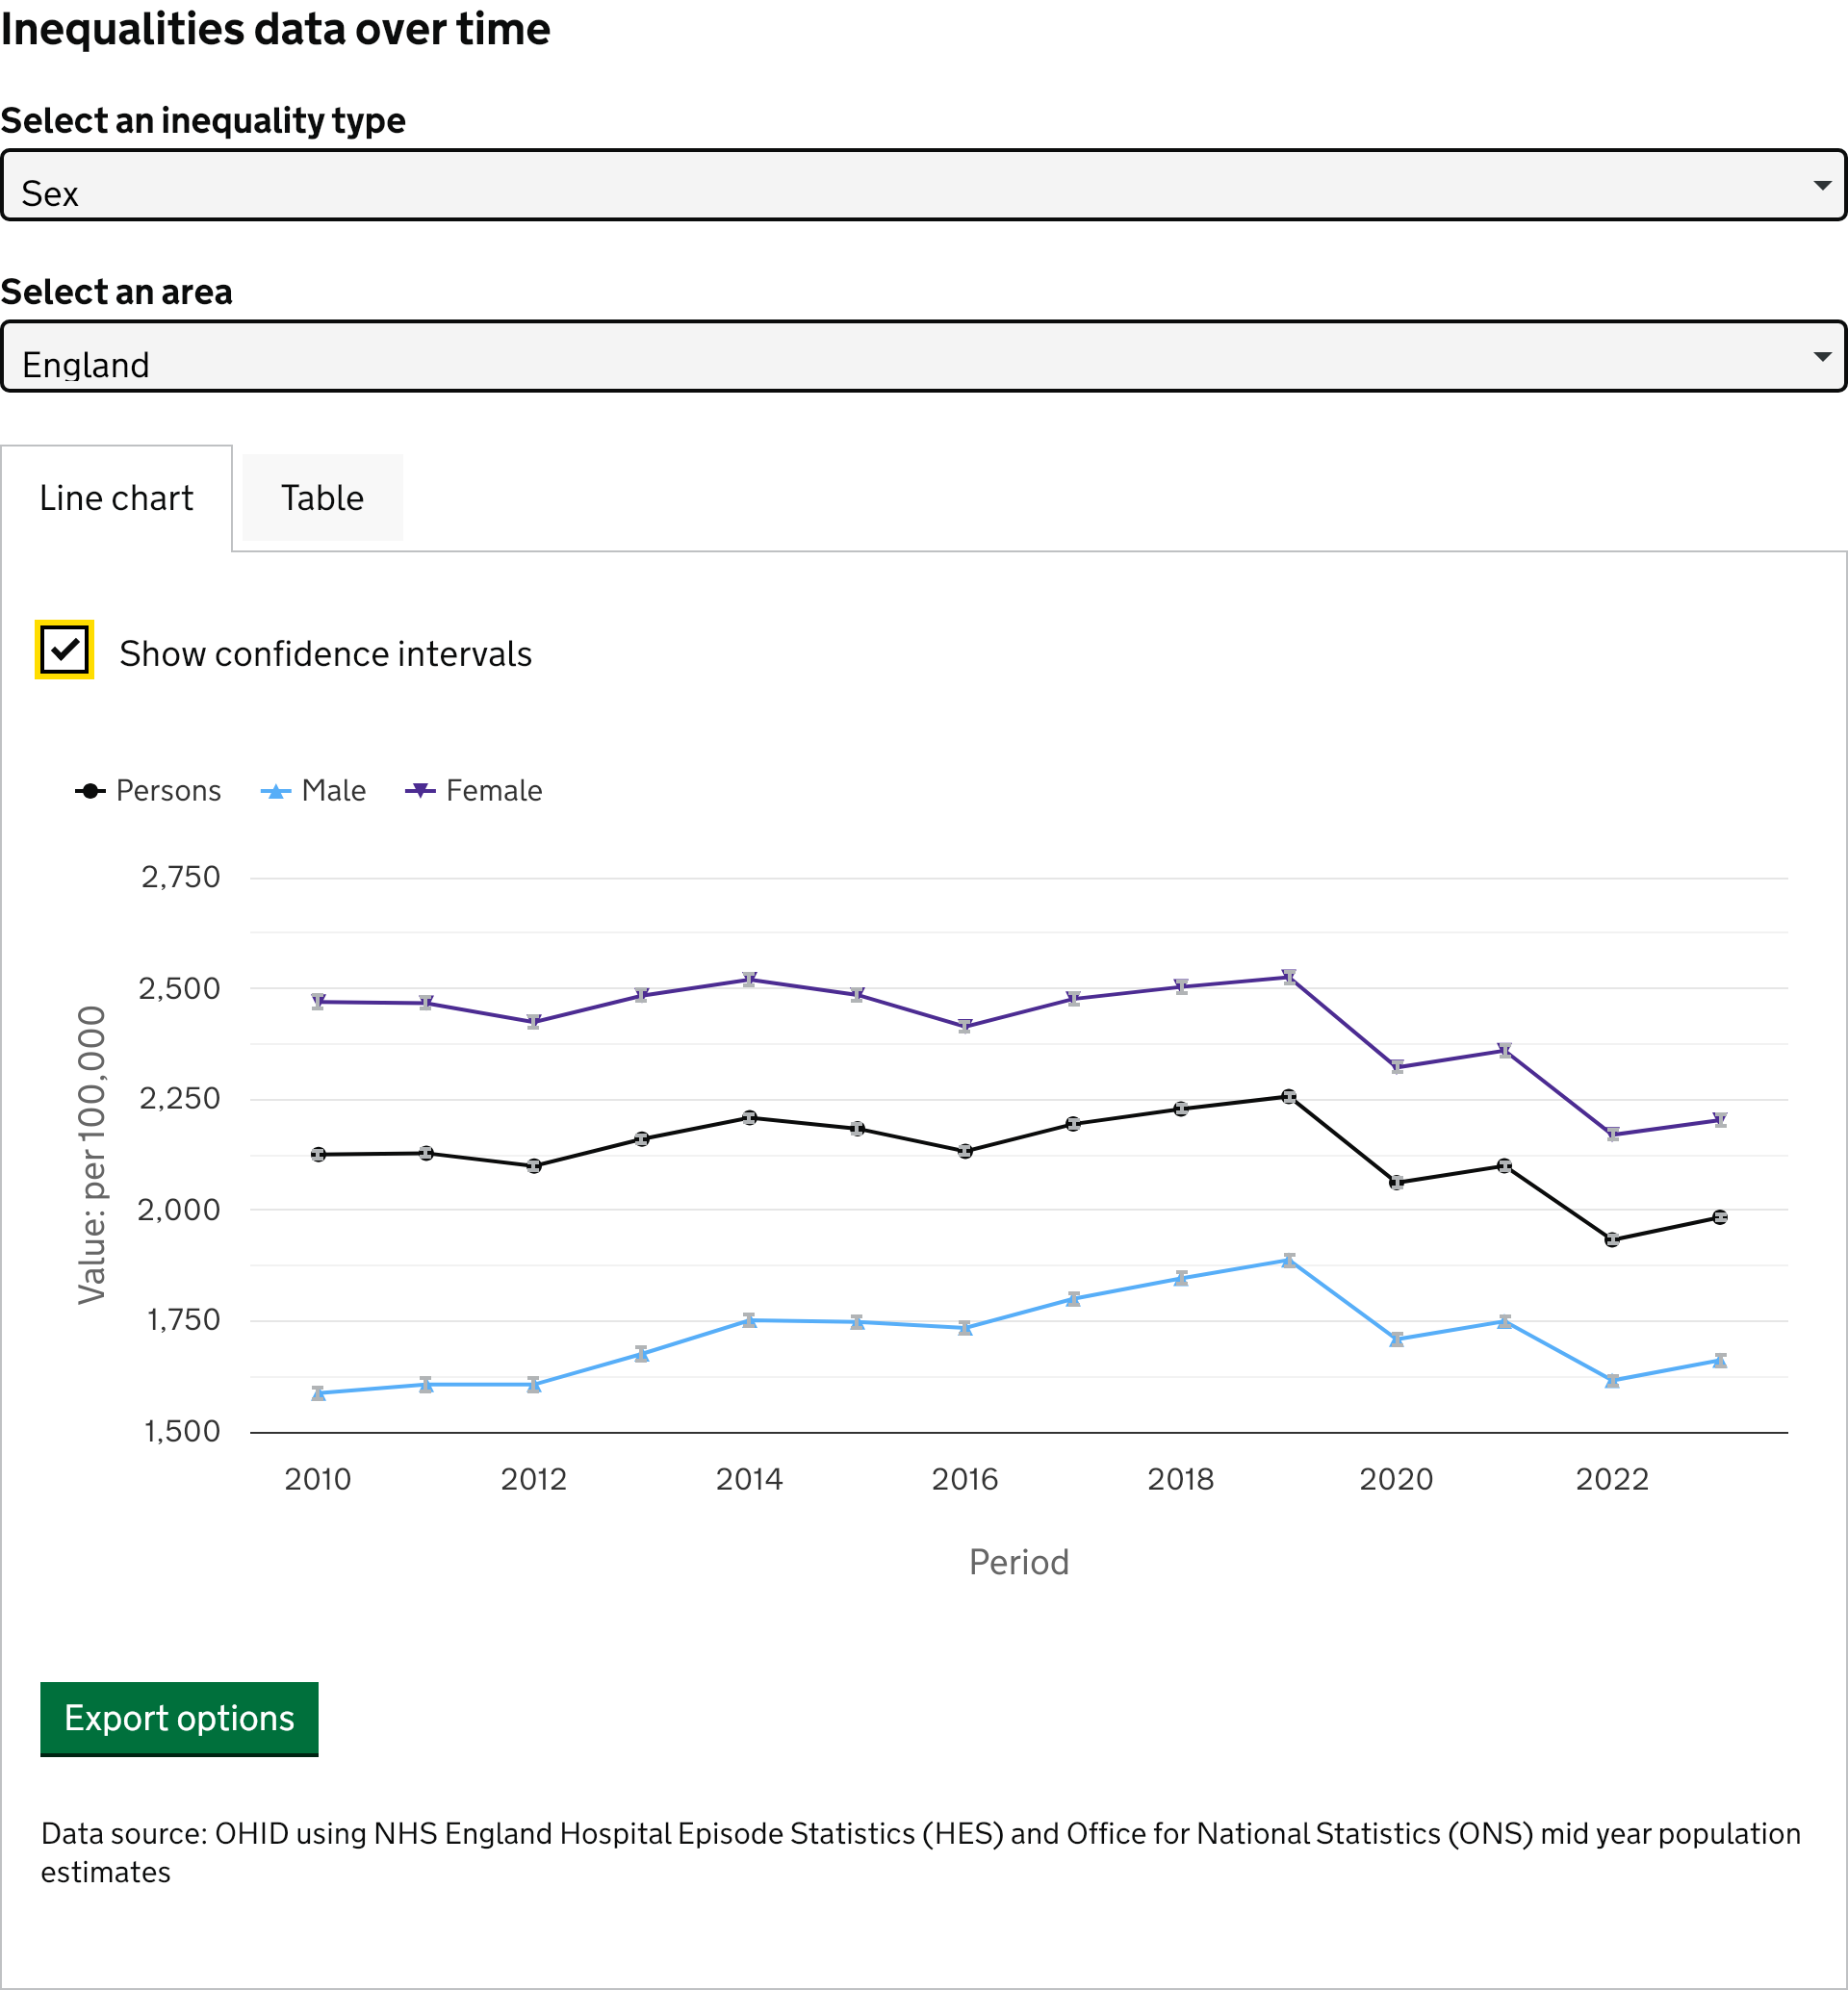 Inequalities data over time
Select an inequality type
Sex
Select an area
England
Line chart
Table
Show confidence intervals
Persons
Male
Female
2,750
2,500
2,250
2,000
1,750
1,500
Value: per 100,000
2010
2012
2014
2016
2018
2020
2022
Period
Export options
Data source: OHID using NHS England Hospital Episode Statistics (HES) and Office for National Statistics (ONS) mid year population
estimates